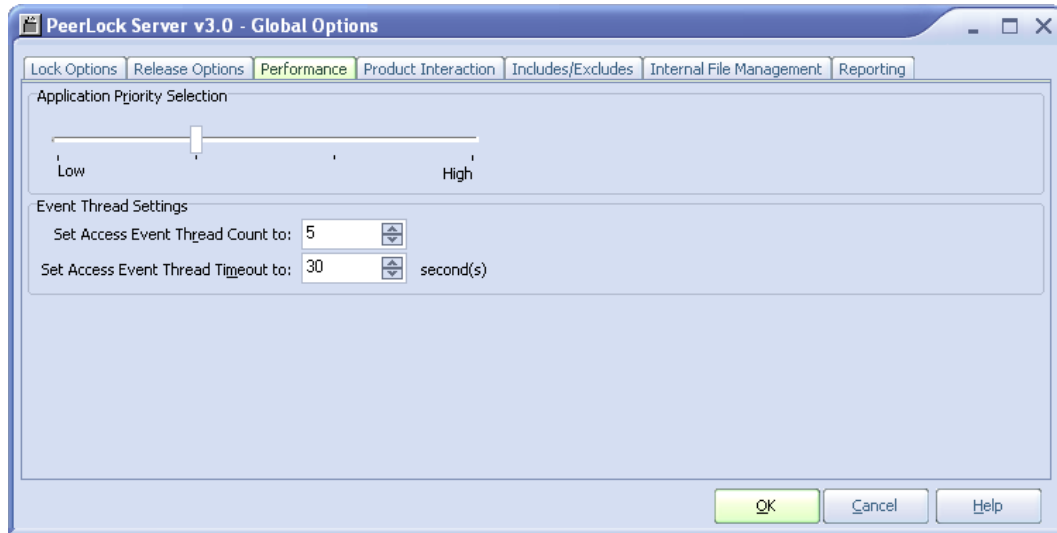 PeerLock Server v3.0 - Global Options
Lock Options Release Options Performance Product Interaction Includes/Excludes Internal File Management Reporting
Application Priority Selection
Low High
Event Thread Settings
Set Access Event Thread Count to: 5
Set Access Event Thread Timeout to: 30 second(s)
OK Cancel Help